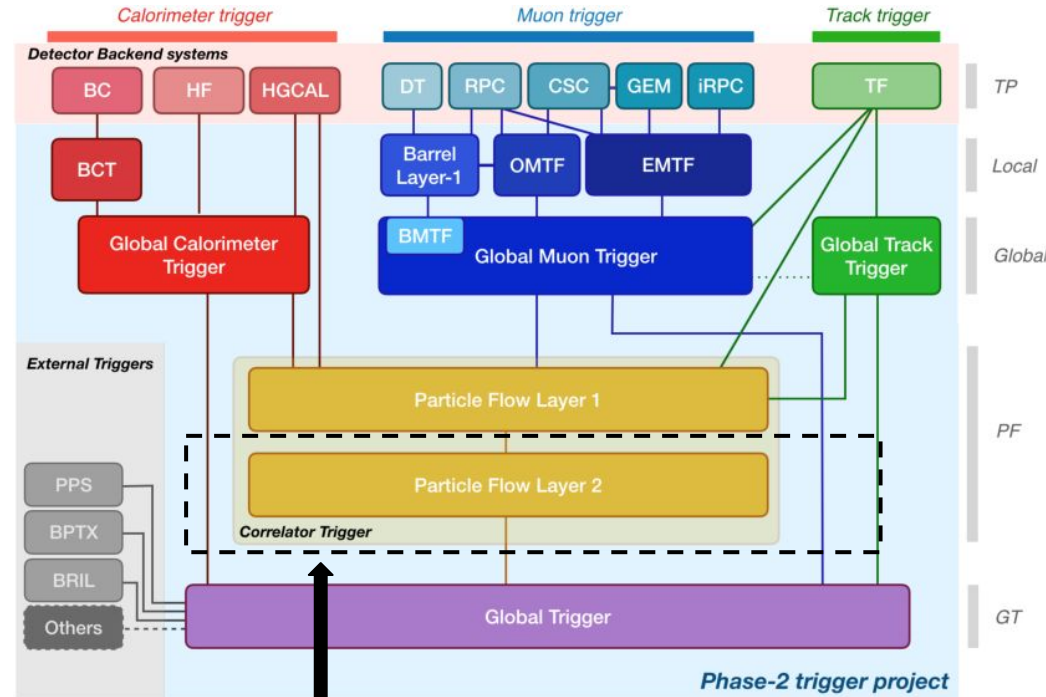 Calorimeter trigger
Muon trigger
Track trigger
Detector Backend systems
BC
HF
HGCAL
DT
RPC
CSC
GEM
iRPC
TF
TP
BCT
Barrel
Layer-1
OMTF
EMTF
Local
Global Calorimeter
Trigger
BMTF
Global Muon Trigger
Global Track
Trigger
Global
External Triggers
Particle Flow Layer 1
PF
Particle Flow Layer 2
Correlator Trigger
PPS
BPTX
BRIL
Others
Global Trigger
GT
Phase-2 trigger project